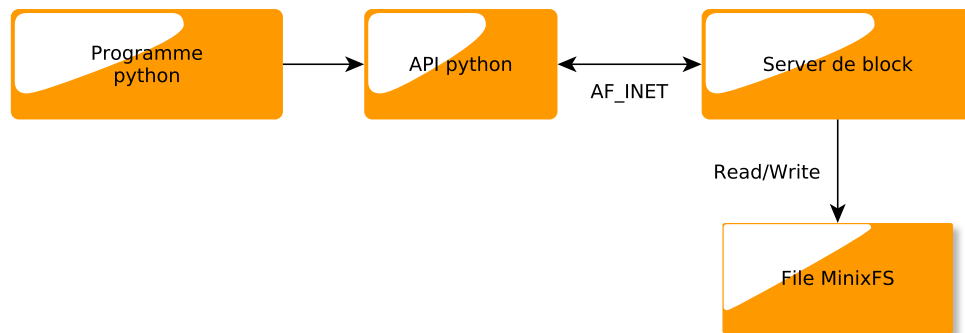 Programme
python
API python
AF_INET
Server de block
Read/Write
File MinixFS